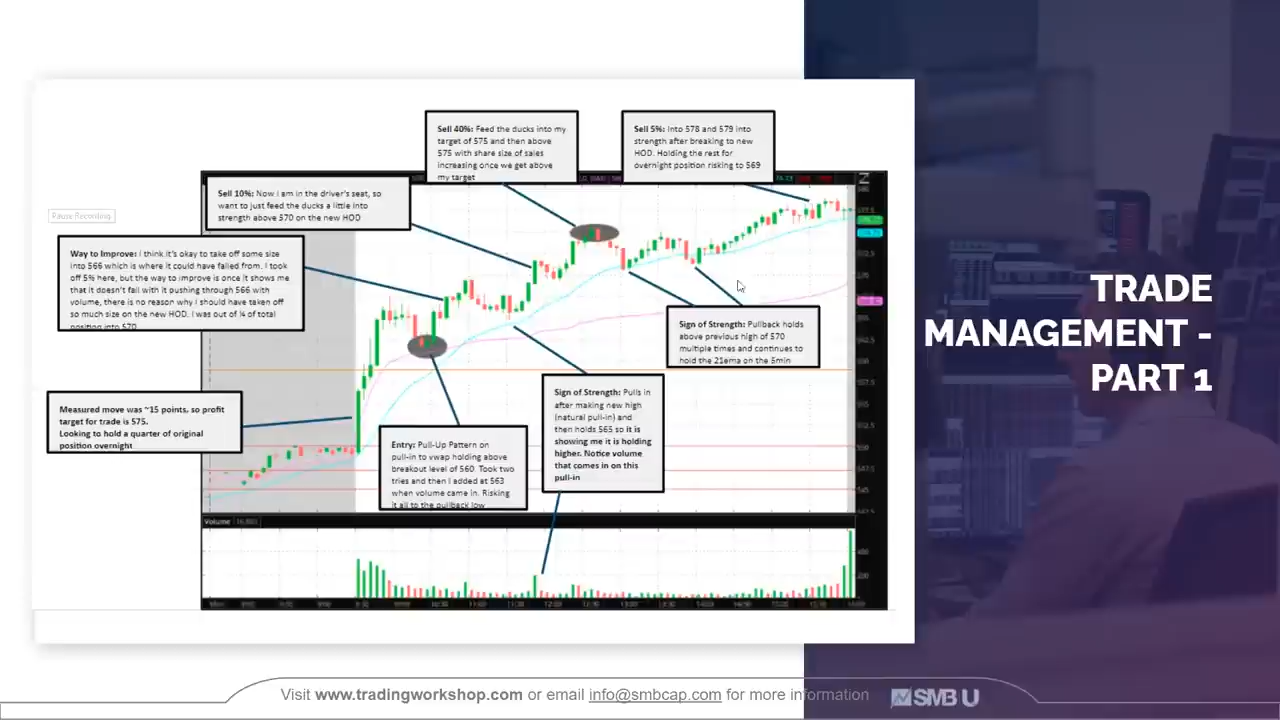 Sell 40%: Feed the ducks into my
target of 575 and then above
575 with share size of sales
increasing once we get above
my target
Sell 5%: Into 578 and 579 into
strength after breaking to new
HOD. Holding the rest for
overnight position risking to 569
Sell 10%: Now I am in the driver's seat, so
want to just feed the ducks a little into
strength above 570 on the new HOD
Pause Recording
Way to Improve: I think it's okay to take off some size
into 566 which is where it could have failed from. I took
off 5% here, but the way to improve is once it shows me
that it doesn't fall with it pushing through 566 with
volume, there is no reason why I should have taken off
so much size on the new HOD. I was out of ¼ of total
position into 570
TRADE
MANAGEMENT -
PART 1
Sign of Strength: Pullback holds
above previous high of 570
multiple times and continues to
hold the 21ema on the 5min
Measured move was ~15 points, so profit
target for trade is 575.
Looking to hold a quarter of original
position overnight
Entry: Pull-Up Pattern on
pull-in to vwap holding above
breakout level of 560. Took two
tries and then I added at 563
when volume came in. Risking
it all to the pullback low
Sign of Strength: Pulls in
after making new high
(natural pull-in) and
then holds 565 so it is
showing me it is holding
higher. Notice volume
that comes in on this
pull-in
Volume
Visit www.tradingworkshop.com or email info@smbcap.com for more information
SMB U